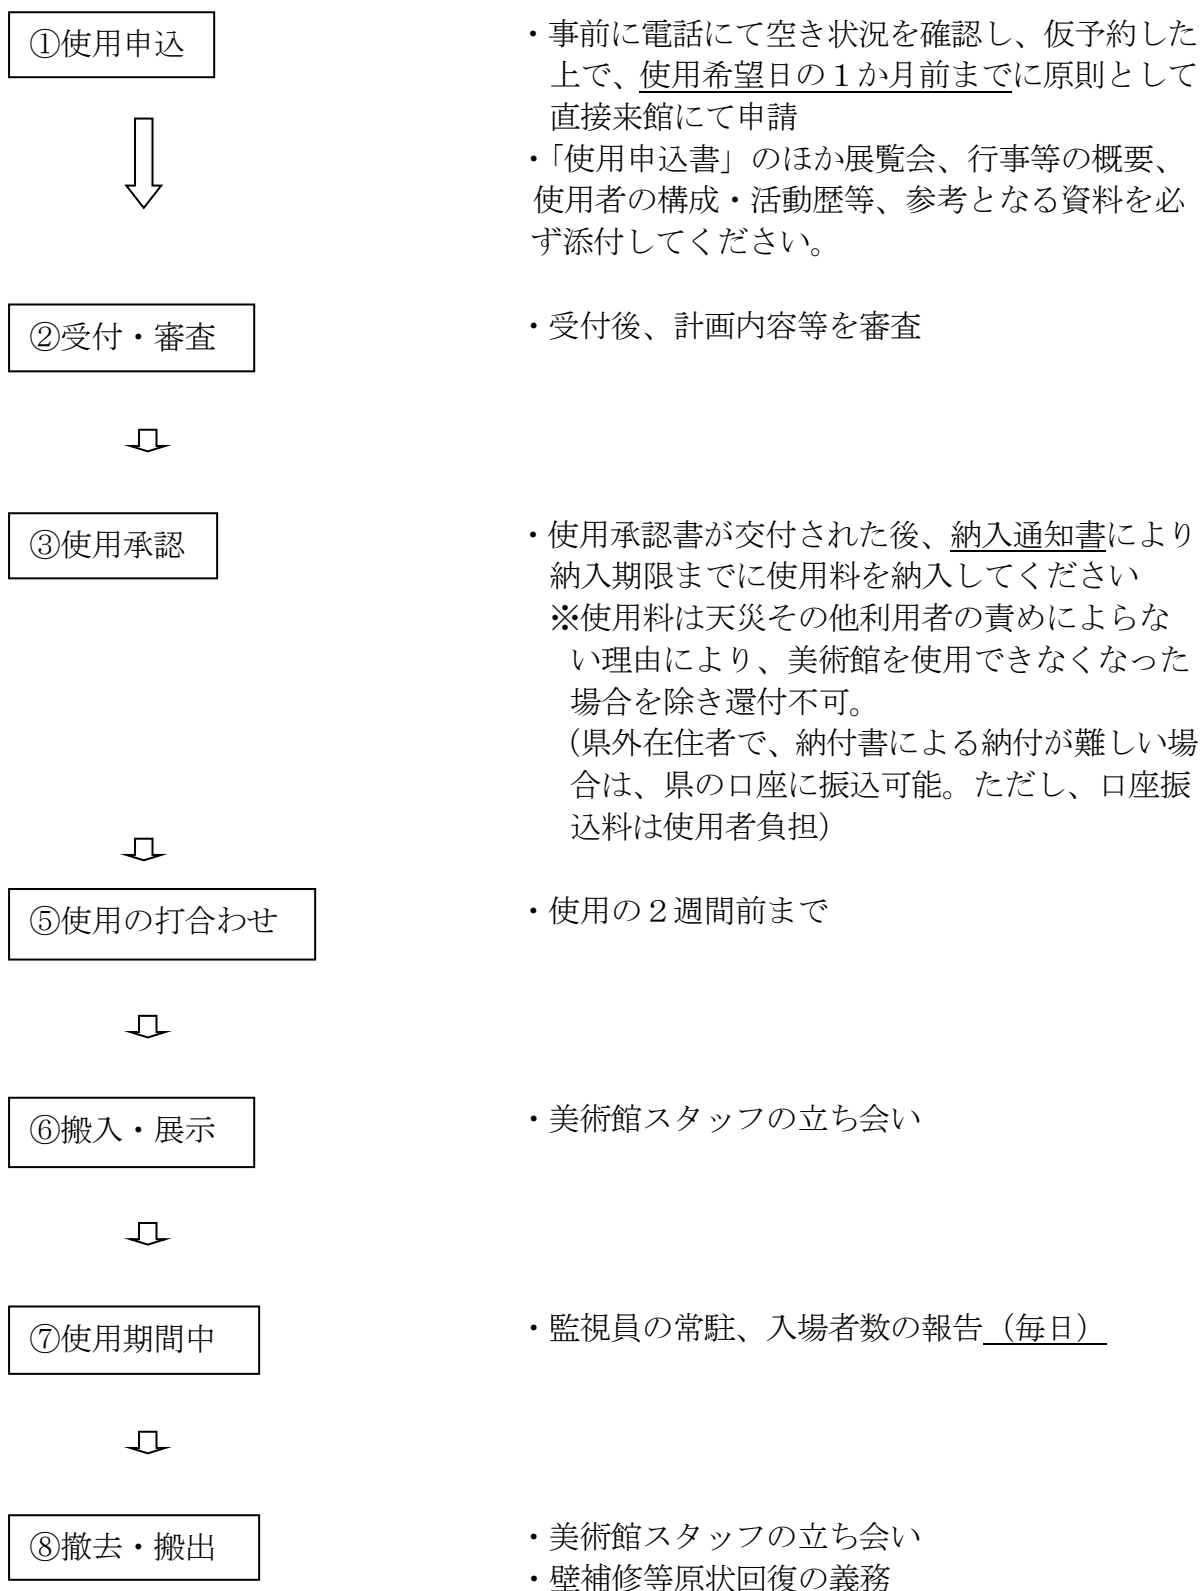 ①使用申込
・事前に電話にて空き状況を確認し、仮予約した
上で、使用希望日の１か月前までに原則として
直接来館にて申請
・「使用申込書」のほか展覧会、行事等の概要、
使用者の構成・活動歴等、参考となる資料を必
ず添付してください。
②受付・審査
・受付後、計画内容等を審査
③使用承認
・使用承認書が交付された後、納入通知書により
納入期限までに使用料を納入してください
※使用料は天災その他利用者の責めによらな
い理由により、美術館を使用できなくなった
場合を除き還付不可。
（県外在住者で、納付書による納付が難しい場
合は、県の口座に振込可能。ただし、口座振
込料は使用者負担）
⑤使用の打合わせ
・使用の２週間前まで
⑥搬入・展示
・美術館スタッフの立ち会い
⑦使用期間中
・監視員の常駐、入場者数の報告（毎日）
⑧撤去・搬出
・美術館スタッフの立ち会い
・壁補修等原状回復の義務